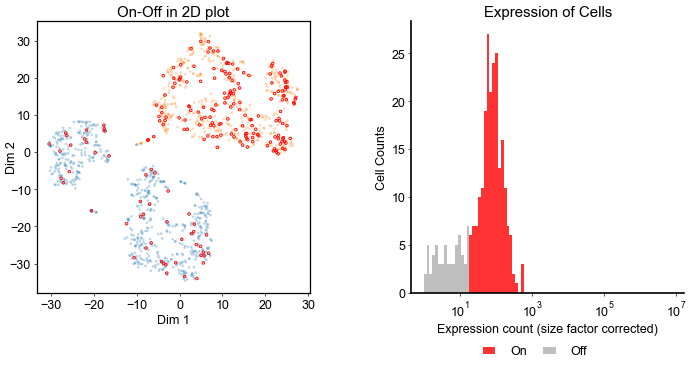 On-Off in 2D plot
30
20
10
0
−10
−20
−30
Dim 2
−30 −20 −10 0 10 20 30
Dim 1
Expression of Cells
25
20
15
10
5
0
Cell Counts
10^1 10^3 10^5 10^7
Expression count (size factor corrected)
On Off